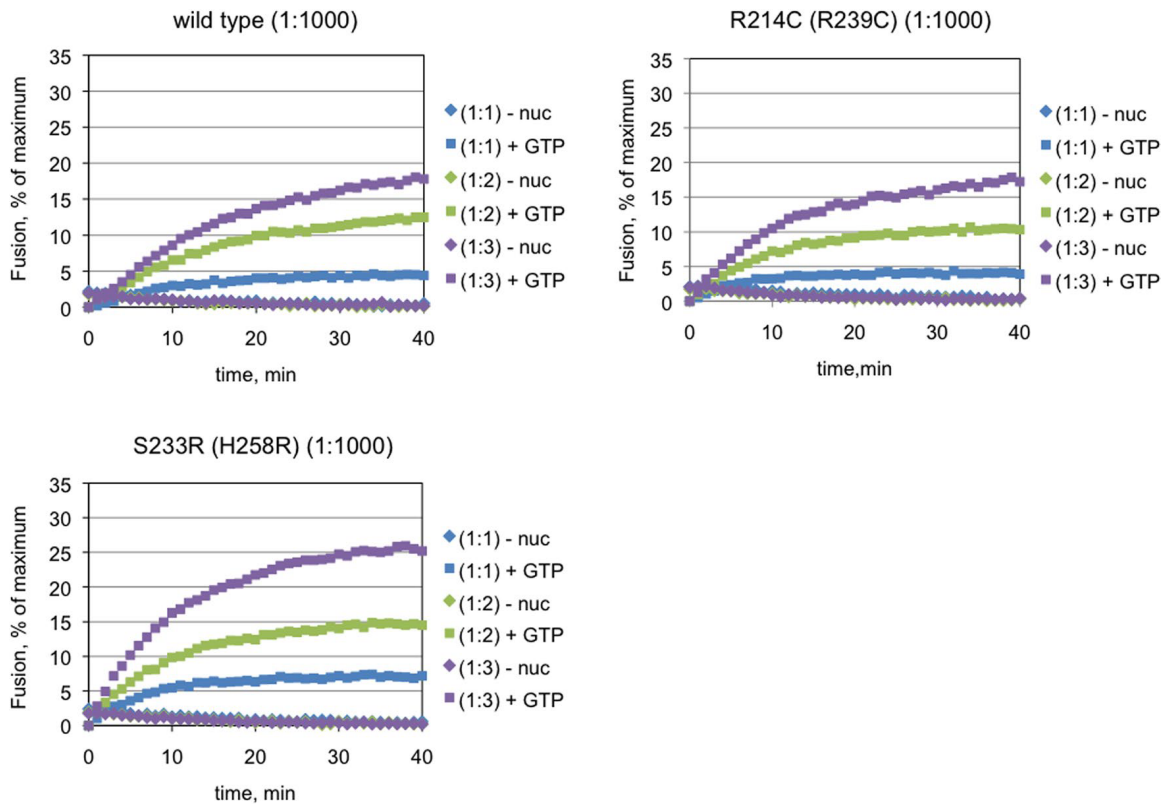 wild type (1:1000)
35
30
25
20
15
10
5
0
Fusion, % of maximum
0 10 20 30 40
time, min
(1:1) - nuc
(1:1) + GTP
(1:2) - nuc
(1:2) + GTP
(1:3) - nuc
(1:3) + GTP
R214C (R239C) (1:1000)
35
30
25
20
15
10
5
0
Fusion, % of maximum
0 10 20 30 40
time,min
(1:1) - nuc
(1:1) + GTP
(1:2) - nuc
(1:2) + GTP
(1:3) - nuc
(1:3) + GTP
S233R (H258R) (1:1000)
35
30
25
20
15
10
5
0
Fusion, % of maximum
0 10 20 30 40
time, min
(1:1) - nuc
(1:1) + GTP
(1:2) - nuc
(1:2) + GTP
(1:3) - nuc
(1:3) + GTP